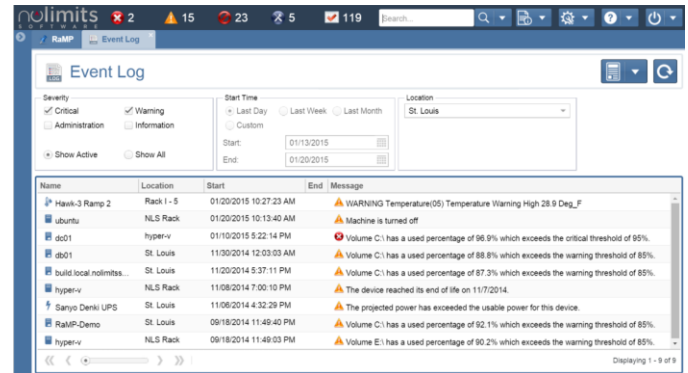 nolimits 2 15 23 5 119 Search...
SOFTWARE
RaMP Event Log
Event Log
Severity Start Time Location
Critical Warning Last Day Last Week Last Month St. Louis
Administration Information Custom
Start: 01/13/2015
Show Active Show All End: 01/20/2015
Name Location Start End Message
Hawk-3 Ramp 2 Rack I - 5 01/20/2015 10:27:23 AM WARNING Temperature(05) Temperature Warning High 28.9 Deg_F
ubuntu NLS Rack 01/20/2015 10:13:40 AM Machine is turned off
dc01 hyper-v 01/10/2015 5:22:14 PM Volume C:\ has a used percentage of 96.9% which exceeds the critical threshold of 95%.
db01 St. Louis 11/30/2014 12:03:03 AM Volume C:\ has a used percentage of 88.8% which exceeds the warning threshold of 85%.
build.local.nolimitss... St. Louis 11/20/2014 5:37:11 PM Volume C:\ has a used percentage of 87.3% which exceeds the warning threshold of 85%.
hyper-v NLS Rack 11/08/2014 7:00:10 PM The device reached its end of life on 11/7/2014.
Sanyo Denki UPS St. Louis 11/06/2014 4:32:29 PM The projected power has exceeded the usable power for this device.
RaMP-Demo St. Louis 09/18/2014 11:49:40 PM Volume C:\ has a used percentage of 92.1% which exceeds the warning threshold of 85%.
hyper-v NLS Rack 09/18/2014 11:49:03 PM Volume E:\ has a used percentage of 90.2% which exceeds the warning threshold of 85%.
Displaying 1 - 9 of 9